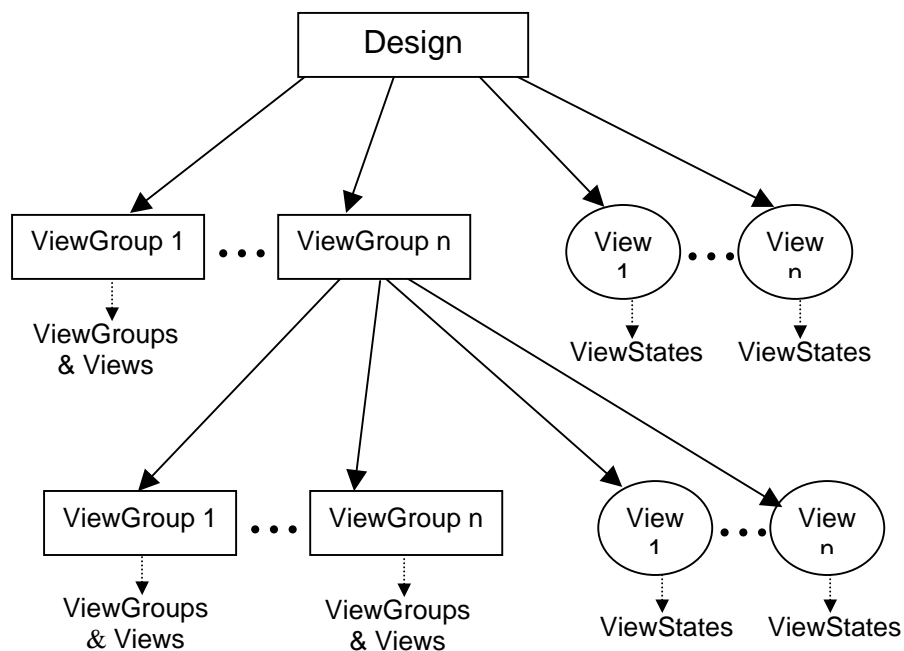 Design
ViewGroup 1
• • •
ViewGroup n
View
1
• • •
View
n
ViewGroups
& Views
ViewStates
ViewStates
ViewGroup 1
• • •
ViewGroup n
View
1
• • •
View
n
ViewGroups
& Views
ViewGroups
& Views
ViewStates
ViewStates